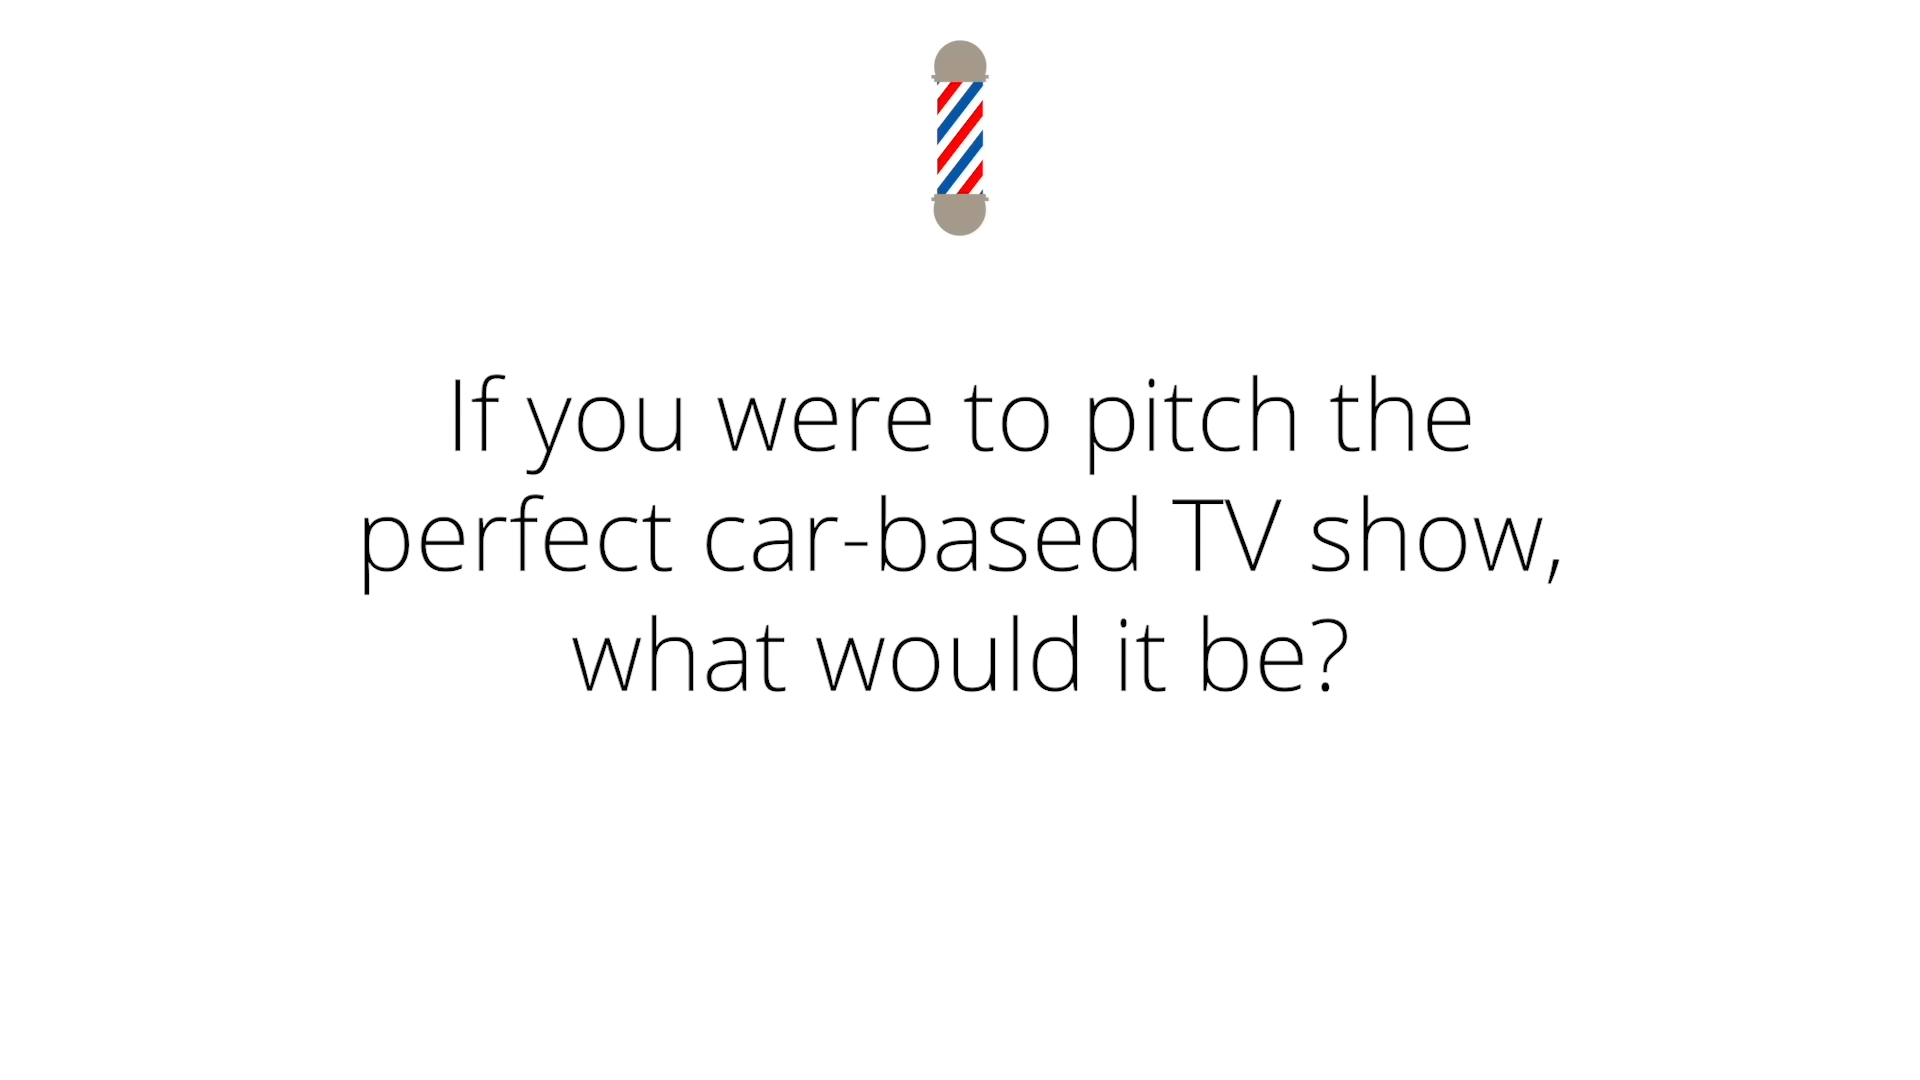 If you were to pitch the
perfect car-based TV show,
what would it be?